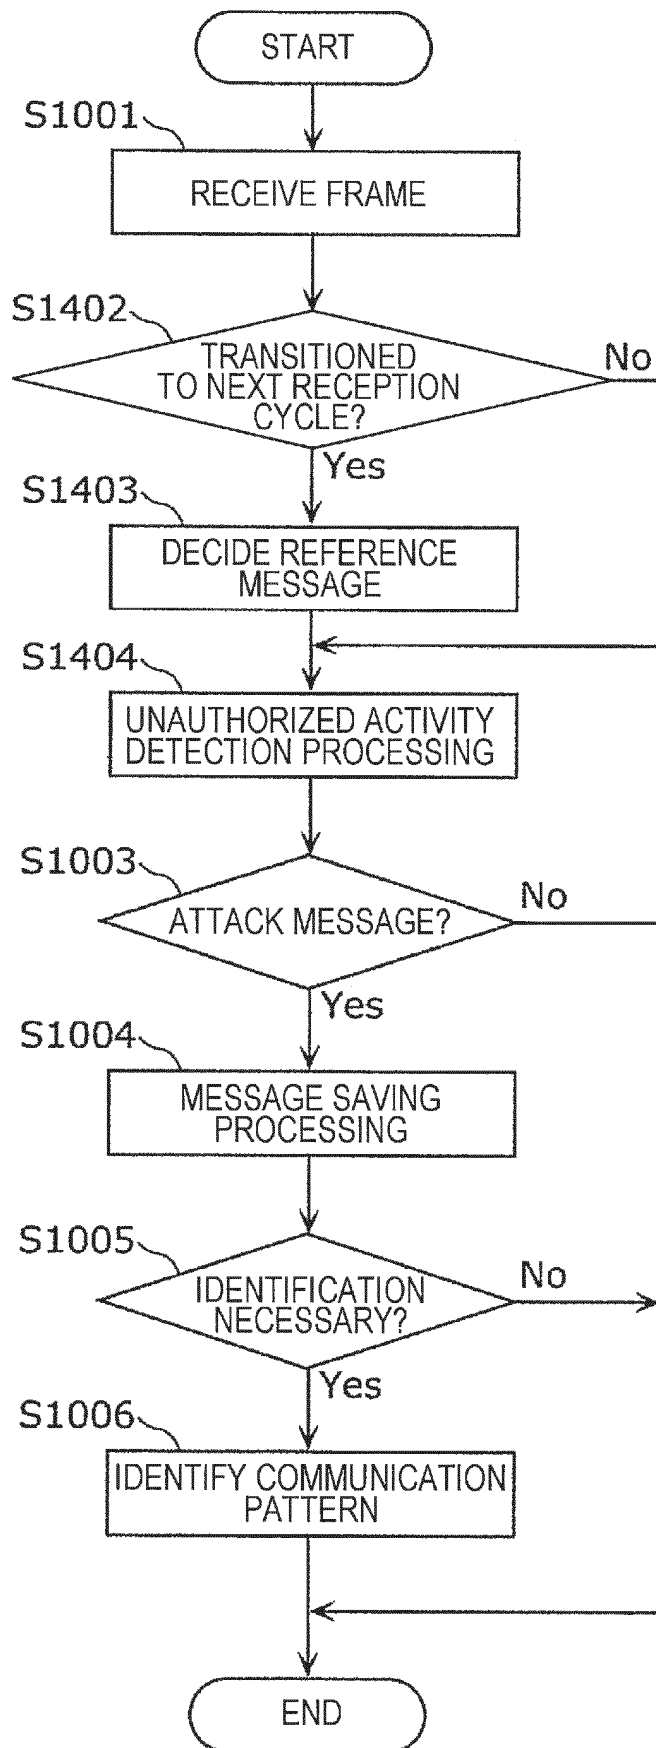 START
S1001
RECEIVE FRAME
S1402
TRANSITIONED
TO NEXT RECEPTION
CYCLE?
No
Yes
S1403
DECIDE REFERENCE
MESSAGE
S1404
UNAUTHORIZED ACTIVITY
DETECTION PROCESSING
S1003
ATTACK MESSAGE?
No
Yes
S1004
MESSAGE SAVING
PROCESSING
S1005
IDENTIFICATION
NECESSARY?
No
Yes
S1006
IDENTIFY COMMUNICATION
PATTERN
END